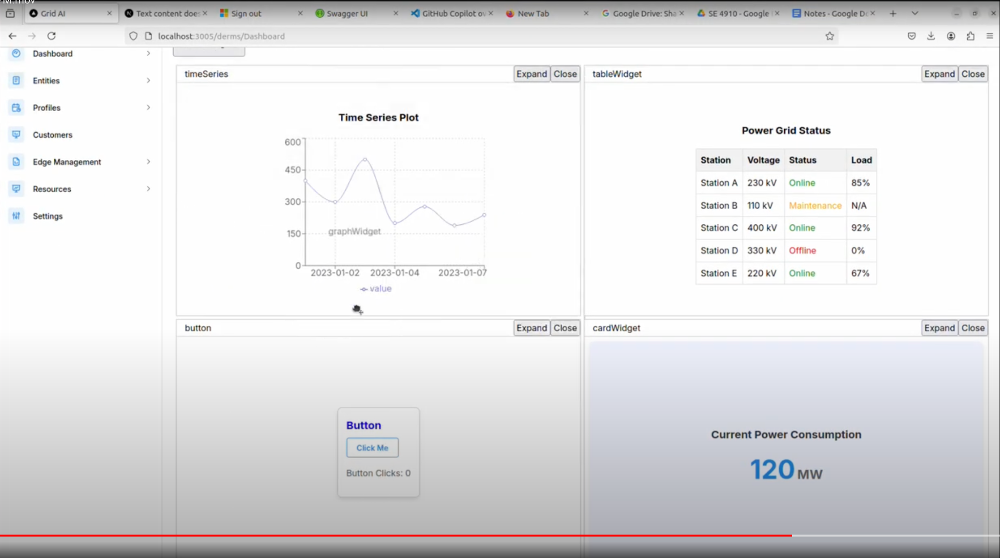 PM.mov
Grid AI
Text content does
Sign out
Swagger UI
GitHub Copilot ov
New Tab
Google Drive: Sha
SE 4910 - Google
Notes - Google Do
localhost:3005/derms/Dashboard
Dashboard
Entities
Profiles
Customers
Edge Management
Resources
Settings
timeSeries
Expand
Close
Time Series Plot
600
450
300
150
0
graphWidget
2023-01-02
2023-01-04
2023-01-07
value
tableWidget
Expand
Close
Power Grid Status
Station Voltage Status Load
Station A 230 kV Online 85%
Station B 110 kV Maintenance N/A
Station C 400 kV Online 92%
Station D 330 kV Offline 0%
Station E 220 kV Online 67%
button
Expand
Close
Button
Click Me
Button Clicks: 0
cardWidget
Expand
Close
Current Power Consumption
120 MW